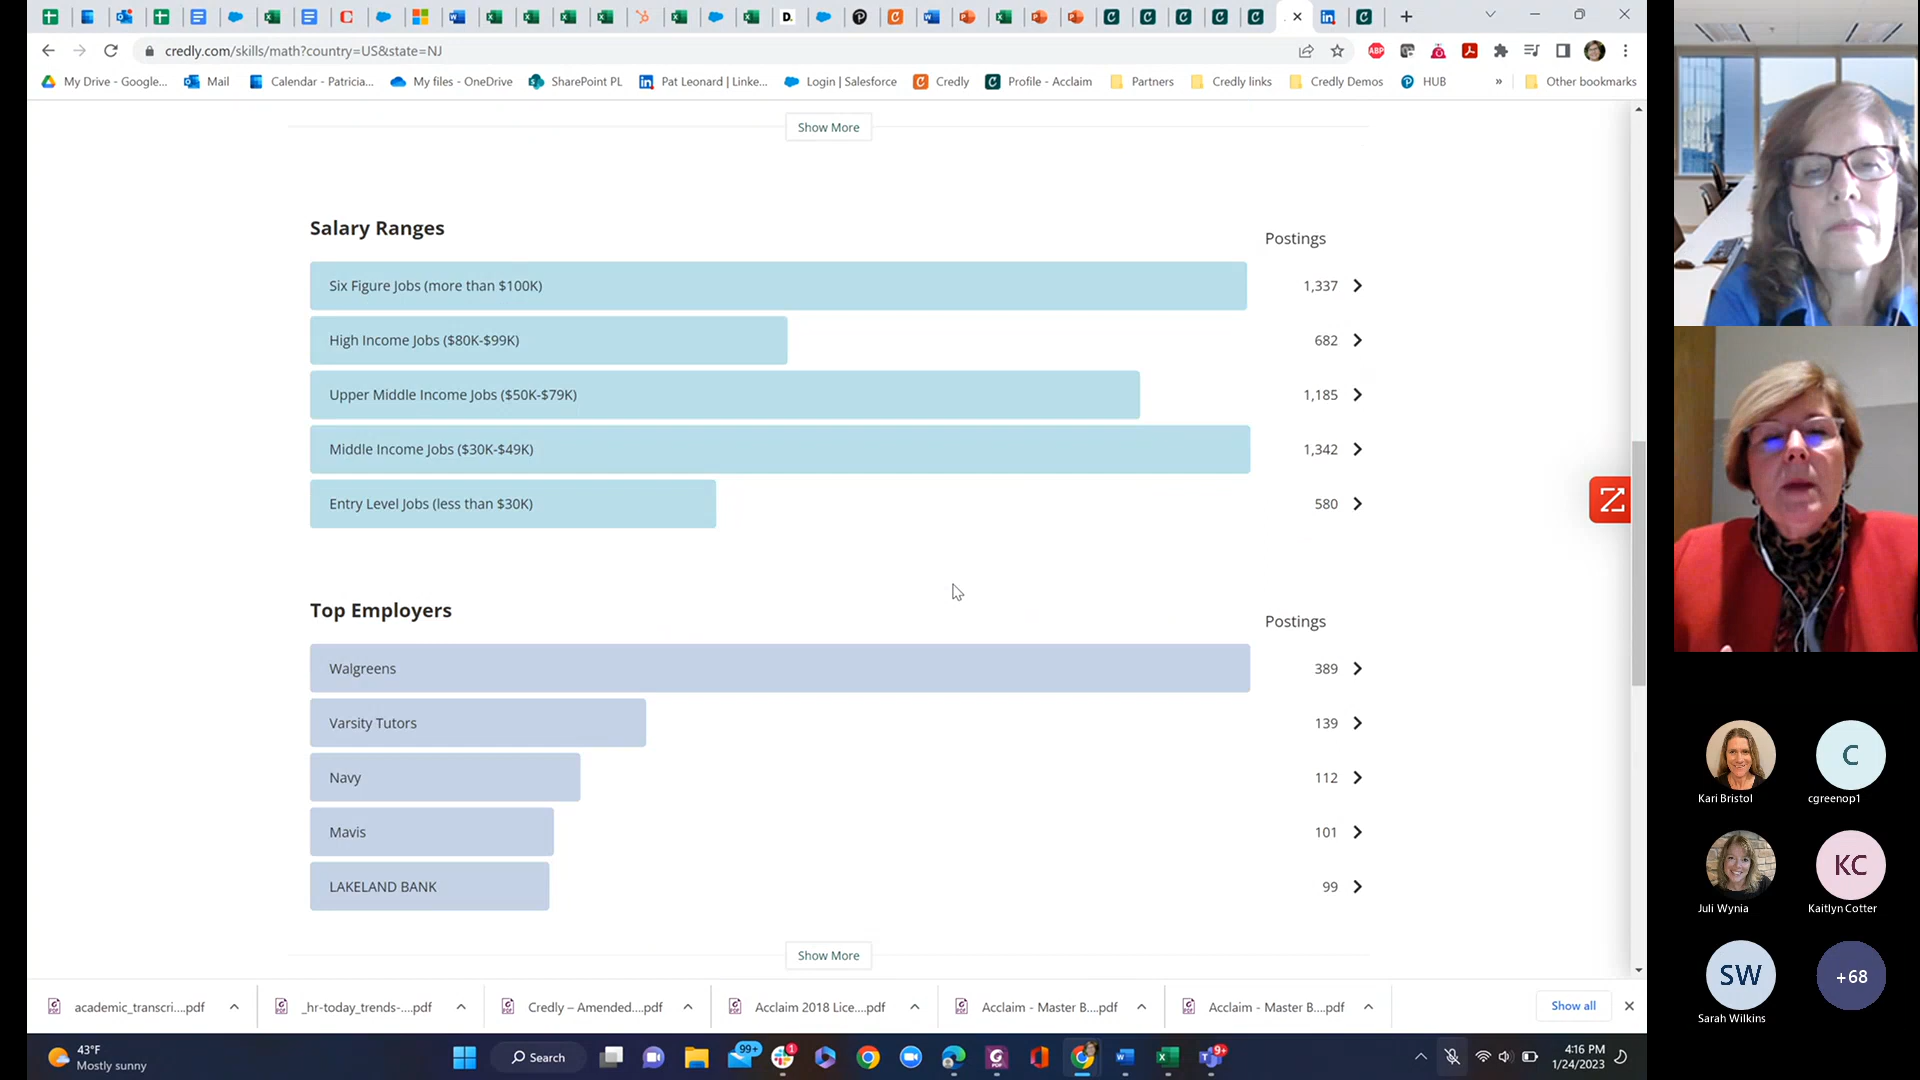 credly.com/skills/math?country=US&state=NJ
ABP
My Drive - Google...
Mail
Calendar - Patricia...
My files - OneDrive
SharePoint PL
Pat Leonard | Linke...
Login | Salesforce
Credly
Profile - Acclaim
Partners
Credly links
Credly Demos
HUB
»
Other bookmarks
Show More
Salary Ranges
Postings
Six Figure Jobs (more than $100K)
1,337
High Income Jobs ($80K-$99K)
682
Upper Middle Income Jobs ($50K-$79K)
1,185
Middle Income Jobs ($30K-$49K)
1,342
Entry Level Jobs (less than $30K)
580
Top Employers
Postings
Walgreens
389
Varsity Tutors
139
Navy
112
Mavis
101
LAKELAND BANK
99
Show More
academic_transcri....pdf
_hr-today_trends-....pdf
Credly – Amended....pdf
Acclaim 2018 Lice....pdf
Acclaim - Master B....pdf
Acclaim - Master B....pdf
Show all
43°F
Mostly sunny
Search
99+
1
9+
4:16 PM
1/24/2023
Kari Bristol
C
cgreenop1
Juli Wynia
KC
Kaitlyn Cotter
SW
Sarah Wilkins
+68